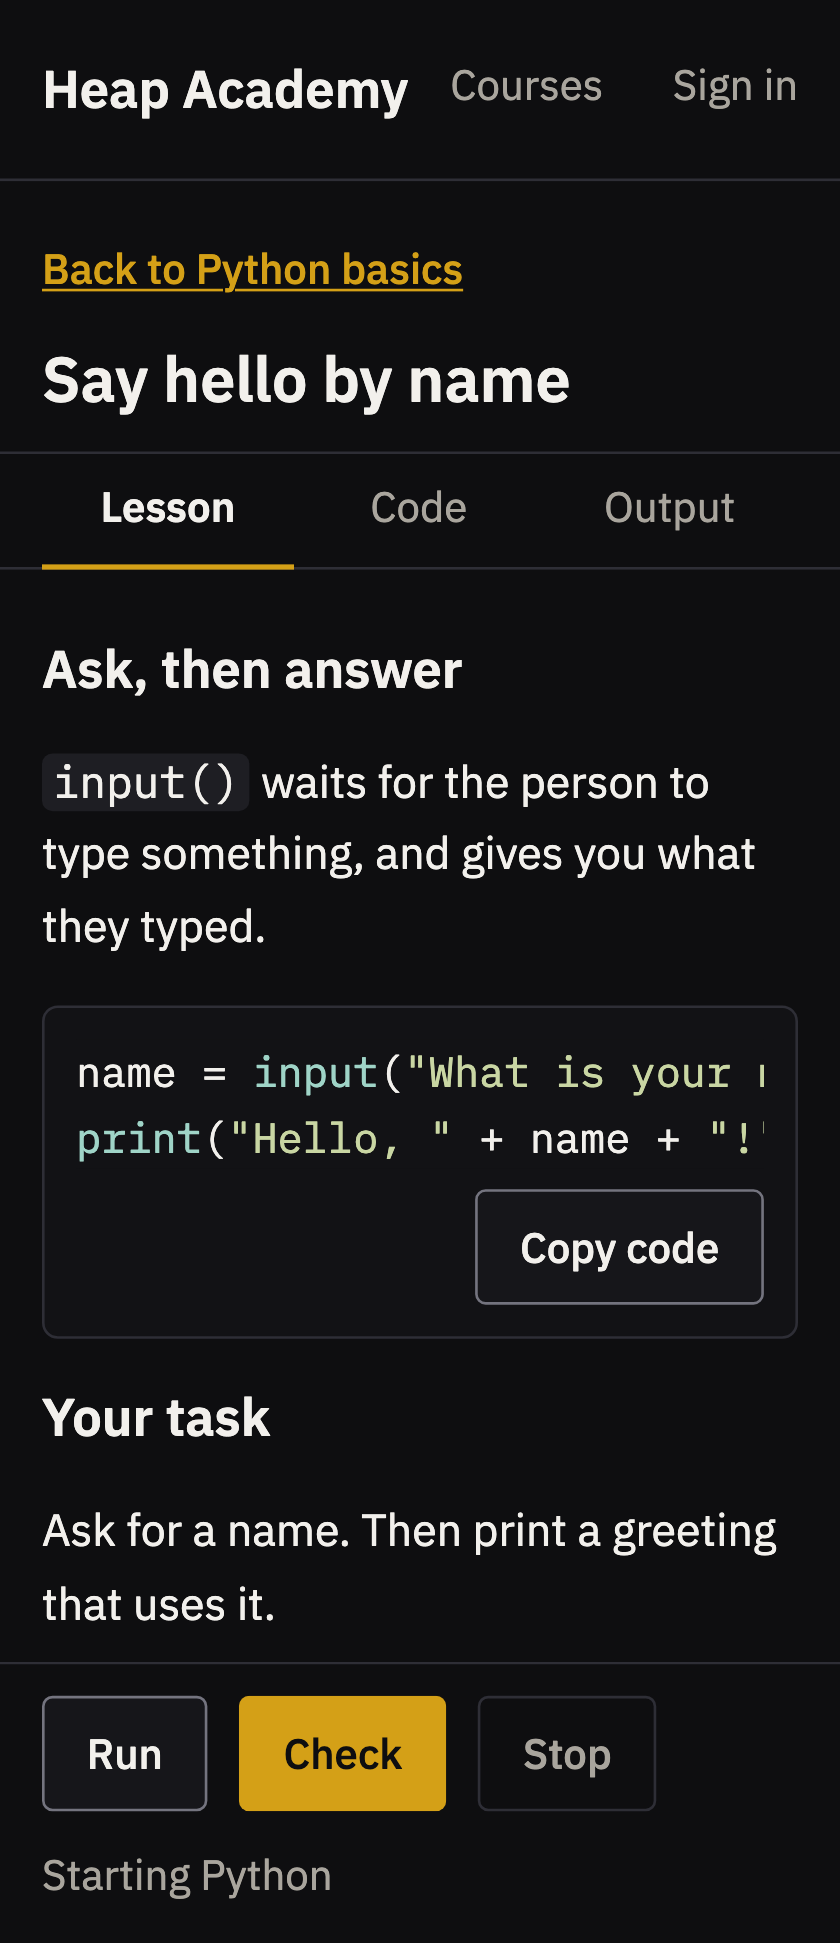 Heap Academy Courses Sign in
Back to Python basics
Say hello by name
Lesson Code Output
Ask, then answer
input() waits for the person to
type something, and gives you what
they typed.
name = input("What is your
print("Hello, " + name + "!
Copy code
Your task
Ask for a name. Then print a greeting
that uses it.
Run Check Stop
Starting Python